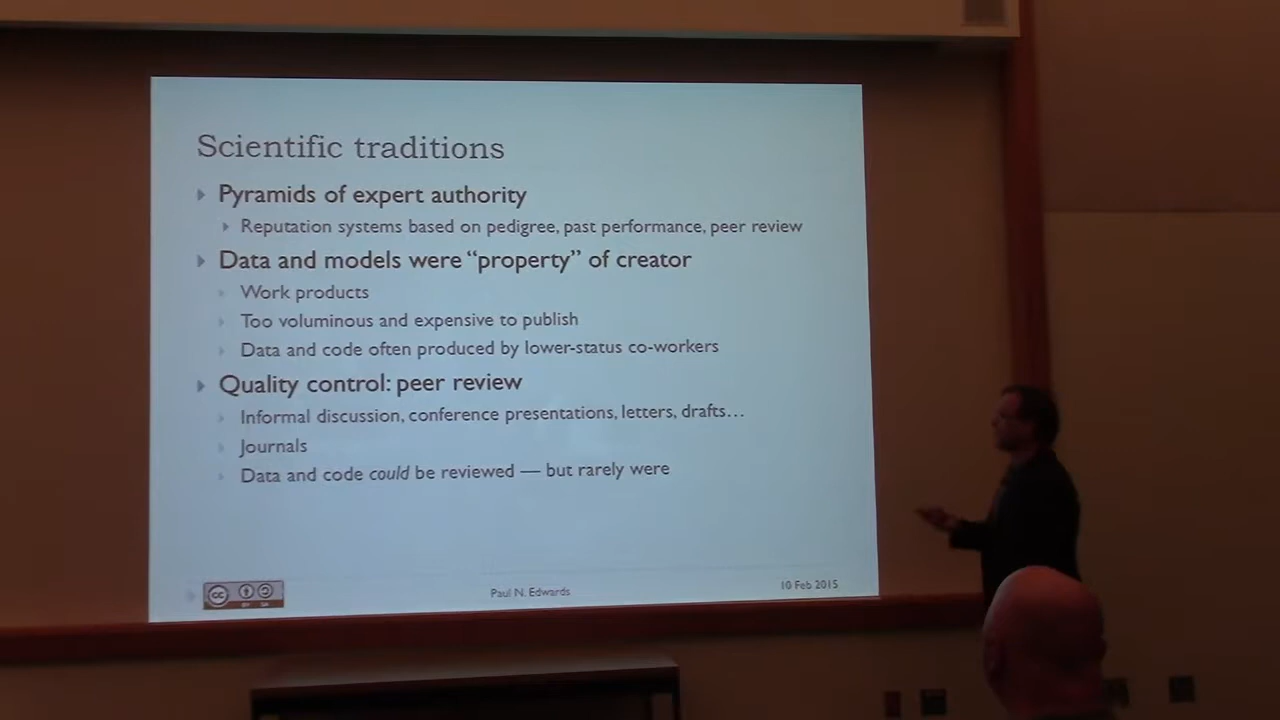 Scientific traditions
Pyramids of expert authority
Reputation systems based on pedigree, past performance, peer review
Data and models were “property” of creator
Work products
Too voluminous and expensive to publish
Data and code often produced by lower-status co-workers
Quality control: peer review
Informal discussion, conference presentations, letters, drafts…
Journals
Data and code could be reviewed — but rarely were
cc
BY SA
Paul N. Edwards
10 Feb 2015